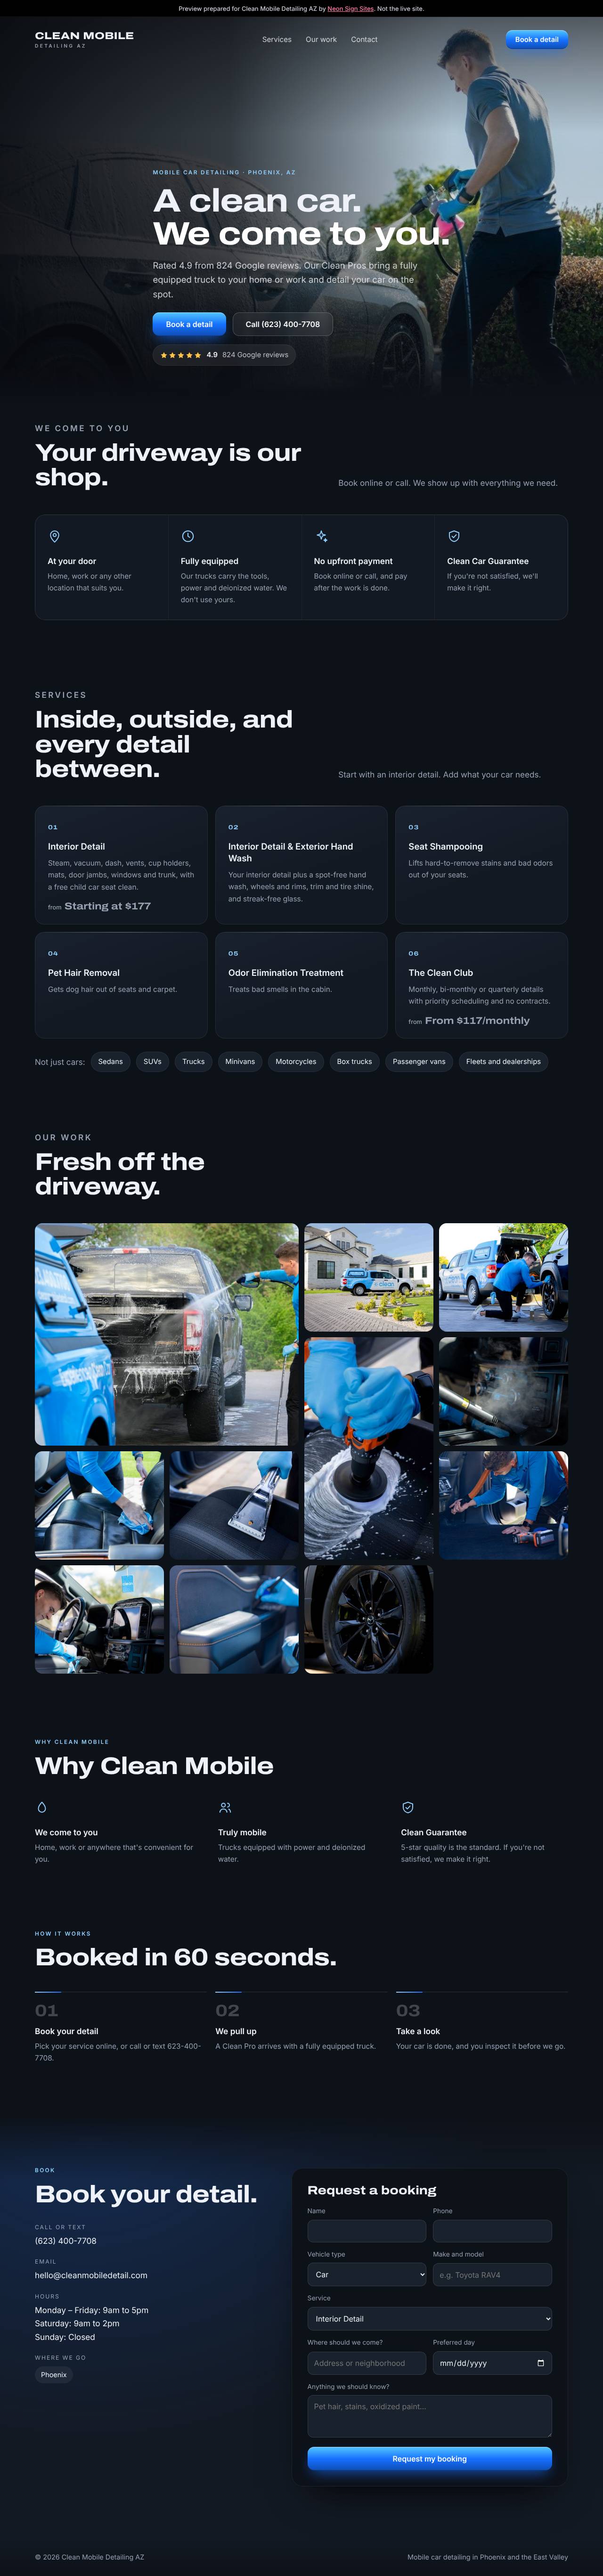 Preview prepared for Clean Mobile Detailing AZ by Neon Sign Sites. Not the live site.
CLEAN MOBILE
DETAILING AZ
Services
Our work
Contact
Book a detail
MOBILE CAR DETAILING · PHOENIX, AZ
A clean car.
We come to you.
Rated 4.9 from 824 Google reviews. Our Clean Pros bring a fully
equipped truck to your home or work and detail your car on the
spot.
Book a detail
Call (623) 400-7708
4.9 824 Google reviews
WE COME TO YOU
Your driveway is our
shop.
Book online or call. We show up with everything we need.
At your door
Home, work or any other
location that suits you.
Fully equipped
Our trucks carry the tools,
power and deionized water. We
don't use yours.
No upfront payment
Book online or call, and pay
after the work is done.
Clean Car Guarantee
If you're not satisfied, we'll
make it right.
SERVICES
Inside, outside, and
every detail
between.
Start with an interior detail. Add what your car needs.
01
Interior Detail
Steam, vacuum, dash, vents, cup holders,
mats, door jambs, windows and trunk, with
a free child car seat clean.
from Starting at $177
02
Interior Detail & Exterior Hand
Wash
Your interior detail plus a spot-free hand
wash, wheels and rims, trim and tire shine,
and streak-free glass.
03
Seat Shampooing
Lifts hard-to-remove stains and bad odors
out of your seats.
04
Pet Hair Removal
Gets dog hair out of seats and carpet.
05
Odor Elimination Treatment
Treats bad smells in the cabin.
06
The Clean Club
Monthly, bi-monthly or quarterly details
with priority scheduling and no contracts.
from From $117/monthly
Not just cars:
Sedans
SUVs
Trucks
Minivans
Motorcycles
Box trucks
Passenger vans
Fleets and dealerships
OUR WORK
Fresh off the
driveway.
WHY CLEAN MOBILE
Why Clean Mobile
We come to you
Home, work or anywhere that's convenient for
you.
Truly mobile
Trucks equipped with power and deionized
water.
Clean Guarantee
5-star quality is the standard. If you're not
satisfied, we make it right.
HOW IT WORKS
Booked in 60 seconds.
01
Book your detail
Pick your service online, or call or text 623-400-
7708.
02
We pull up
A Clean Pro arrives with a fully equipped truck.
03
Take a look
Your car is done, and you inspect it before we go.
BOOK
Book your detail.
CALL OR TEXT
(623) 400-7708
EMAIL
hello@cleanmobiledetail.com
HOURS
Monday – Friday: 9am to 5pm
Saturday: 9am to 2pm
Sunday: Closed
WHERE WE GO
Phoenix
Request a booking
Name
Phone
Vehicle type
Make and model
Car
e.g. Toyota RAV4
Service
Interior Detail
Where should we come?
Preferred day
Address or neighborhood
mm/dd/yyyy
Anything we should know?
Pet hair, stains, oxidized paint...
Request my booking
© 2026 Clean Mobile Detailing AZ
Mobile car detailing in Phoenix and the East Valley